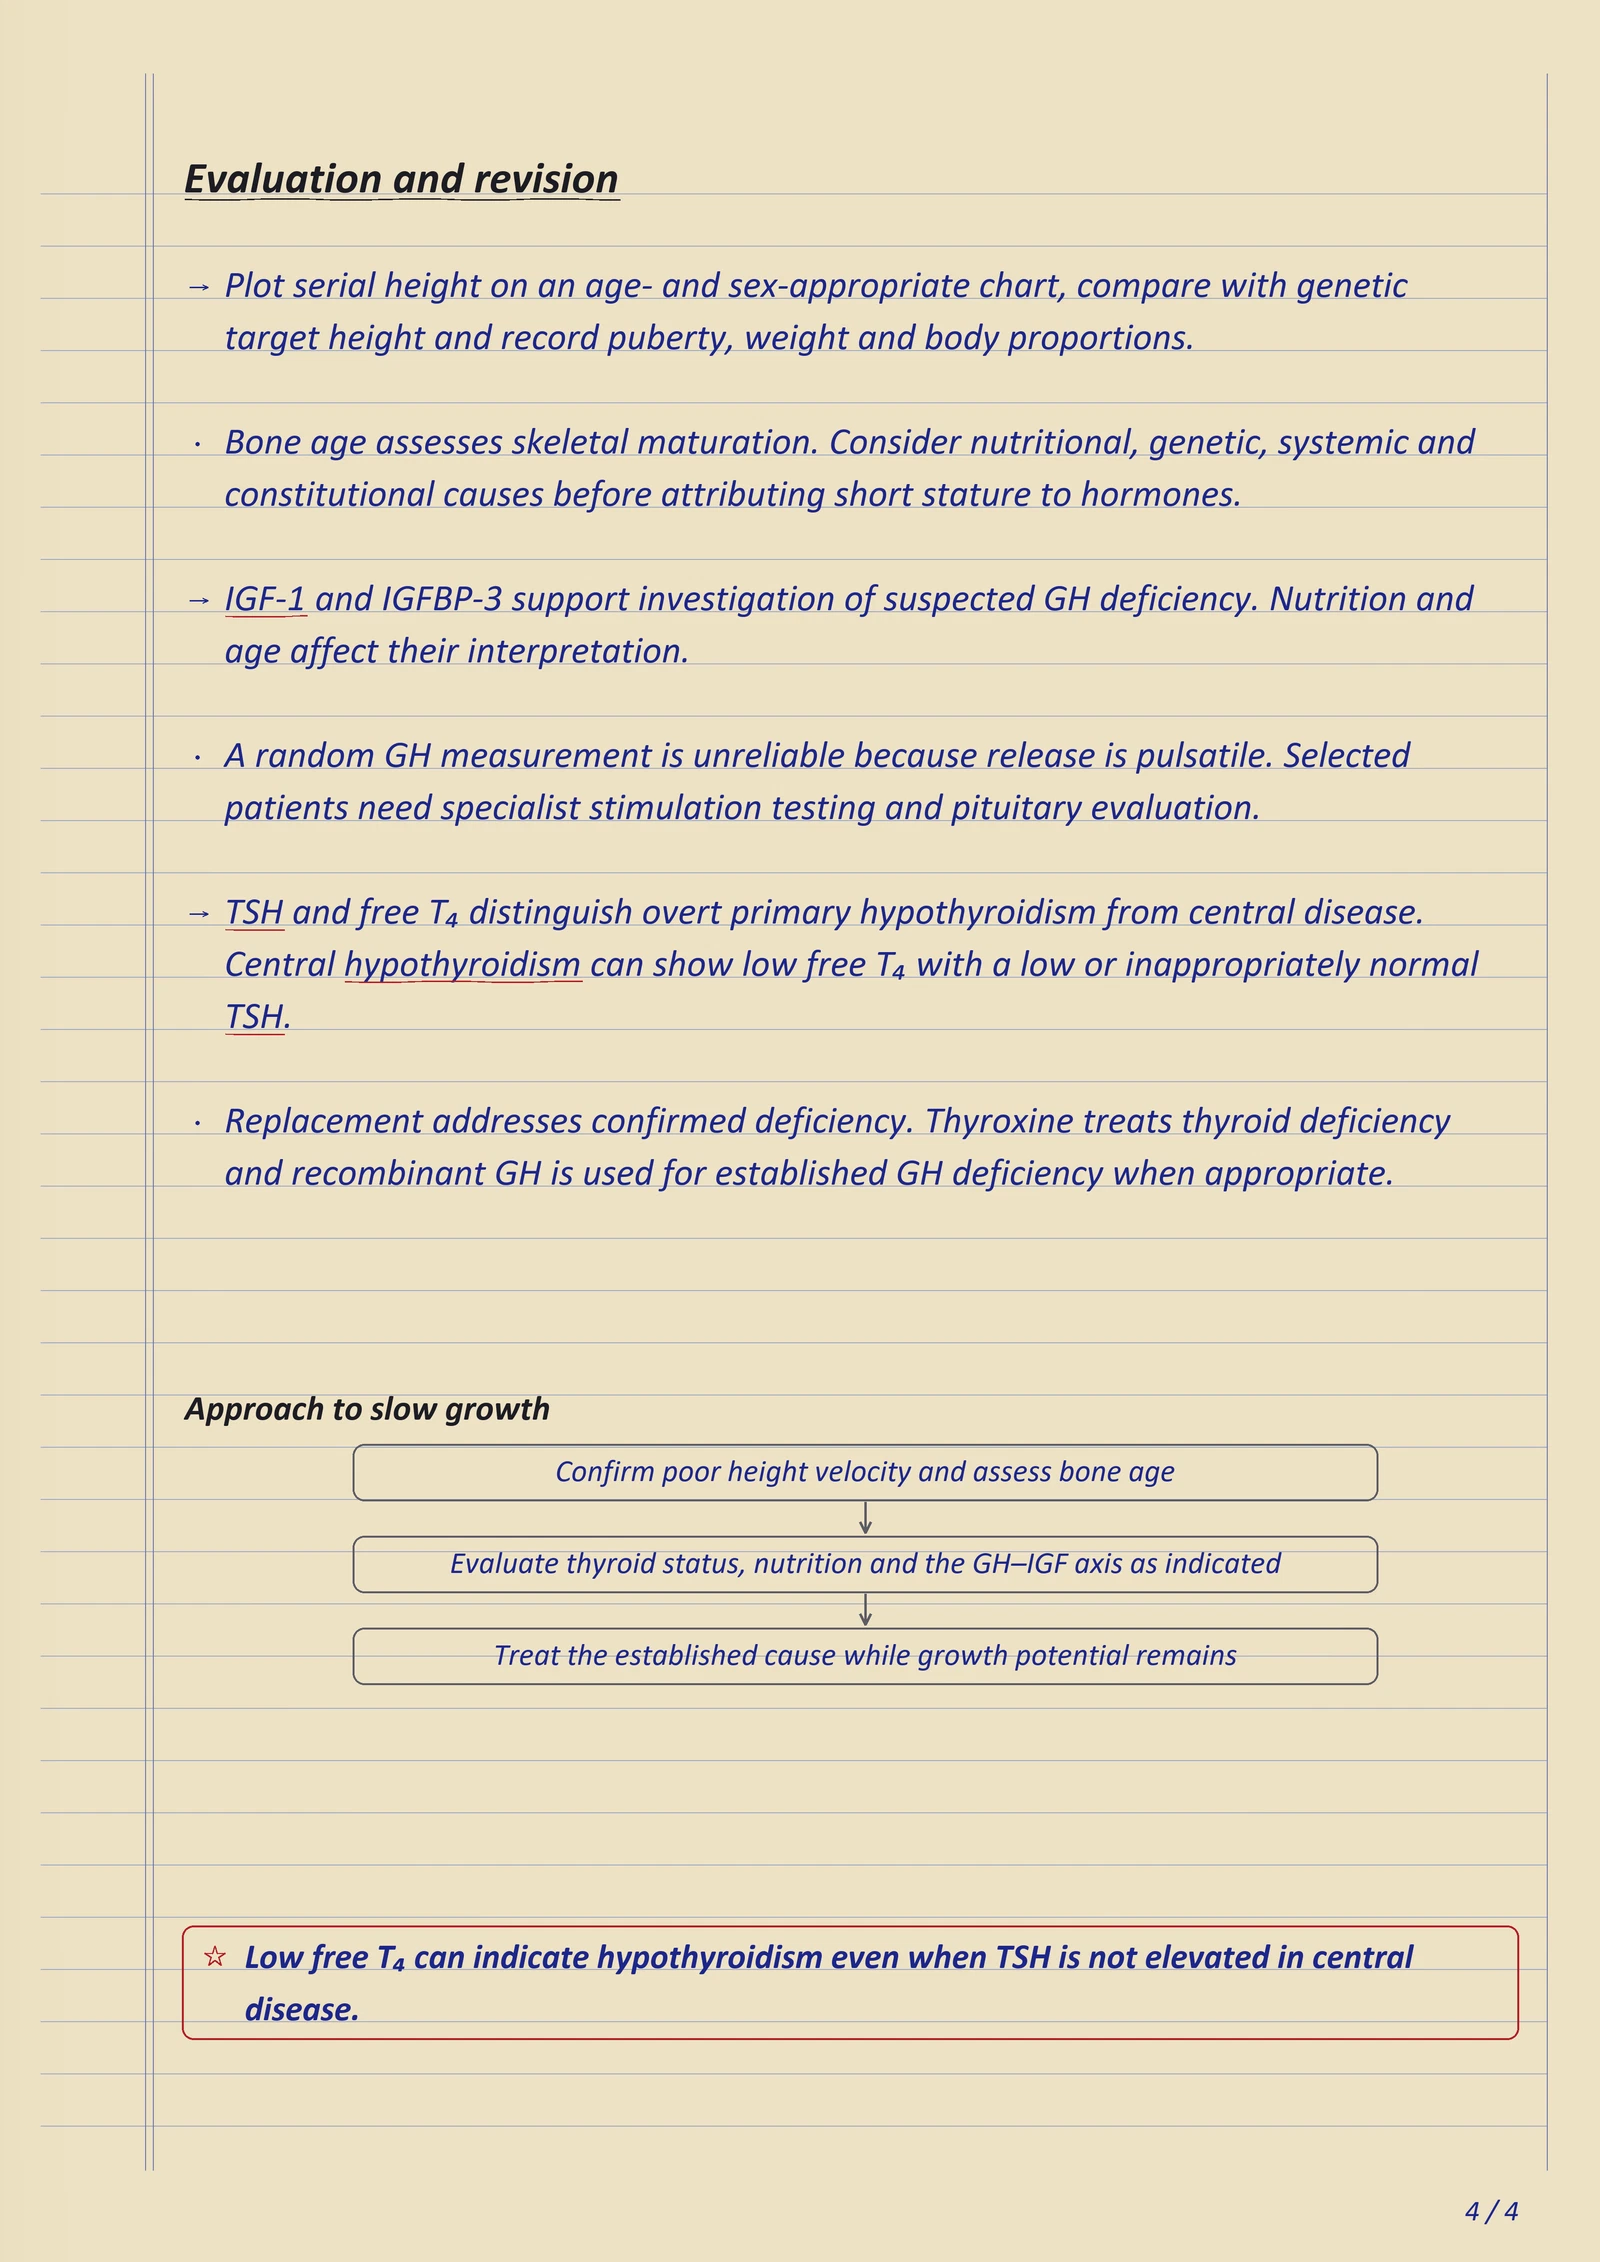 Evaluation and revision
→ Plot serial height on an age- and sex-appropriate chart, compare with genetic
target height and record puberty, weight and body proportions.
· Bone age assesses skeletal maturation. Consider nutritional, genetic, systemic and
constitutional causes before attributing short stature to hormones.
→ IGF-1 and IGFBP-3 support investigation of suspected GH deficiency. Nutrition and
age affect their interpretation.
· A random GH measurement is unreliable because release is pulsatile. Selected
patients need specialist stimulation testing and pituitary evaluation.
→ TSH and free T₄ distinguish overt primary hypothyroidism from central disease.
Central hypothyroidism can show low free T₄ with a low or inappropriately normal
TSH.
· Replacement addresses confirmed deficiency. Thyroxine treats thyroid deficiency
and recombinant GH is used for established GH deficiency when appropriate.
Approach to slow growth
Confirm poor height velocity and assess bone age
Evaluate thyroid status, nutrition and the GH–IGF axis as indicated
Treat the established cause while growth potential remains
☆ Low free T₄ can indicate hypothyroidism even when TSH is not elevated in central
disease.
4 / 4